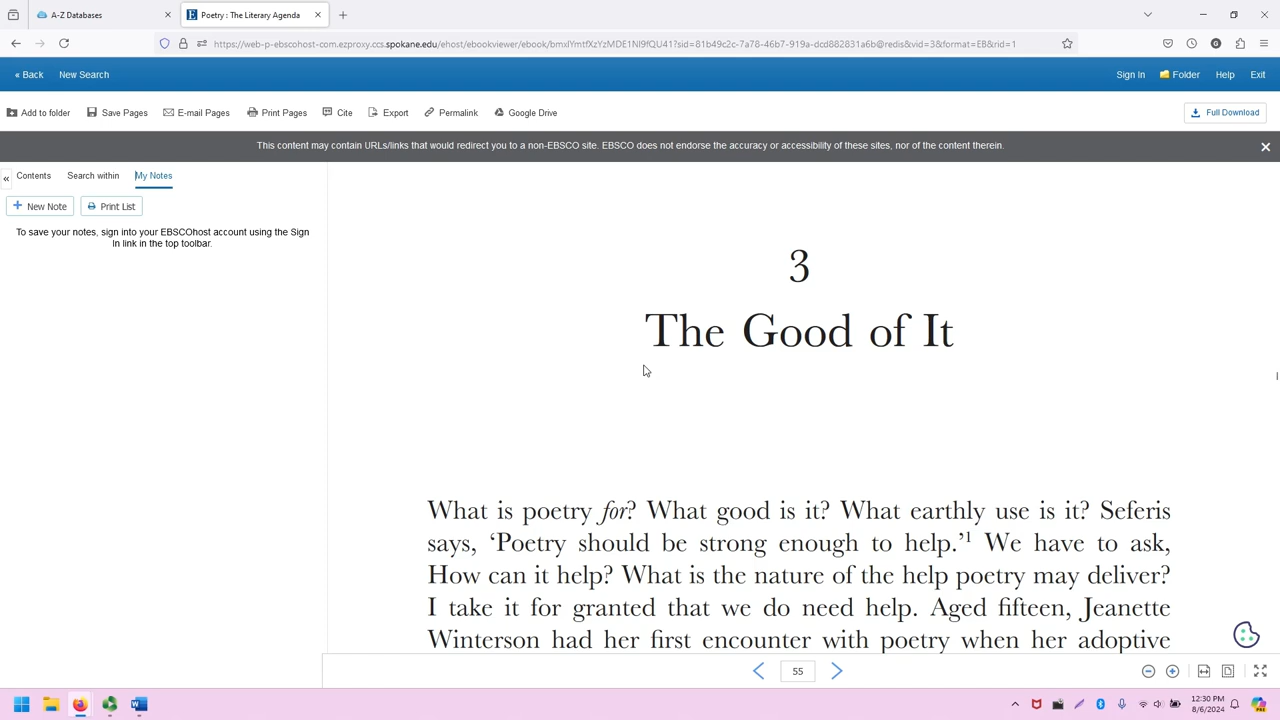 A-Z Databases
Poetry : The Literary Agenda
https://web-p-ebscohost-com.ezproxy.ccs.spokane.edu/ehost/ebookviewer/ebook/bmxlYmtfXzYzMDE1Nl9fQU41?sid=81b49c2c-7a78-46b7-919a-dcd882831a6b@redis&vid=3&format=EB&rid=1
« Back
New Search
Sign In
Folder
Help
Exit
Add to folder
Save Pages
E-mail Pages
Print Pages
Cite
Export
Permalink
Google Drive
Full Download
This content may contain URLs/links that would redirect you to a non-EBSCO site. EBSCO does not endorse the accuracy or accessibility of these sites, nor of the content therein.
«
Contents
Search within
My Notes
New Note
Print List
To save your notes, sign into your EBSCOhost account using the Sign
In link in the top toolbar.
3
The Good of It
What is poetry for? What good is it? What earthly use is it? Seferis
says, ‘Poetry should be strong enough to help.’1 We have to ask,
How can it help? What is the nature of the help poetry may deliver?
I take it for granted that we do need help. Aged fifteen, Jeanette
Winterson had her first encounter with poetry when her adoptive
55
12:30 PM
8/6/2024